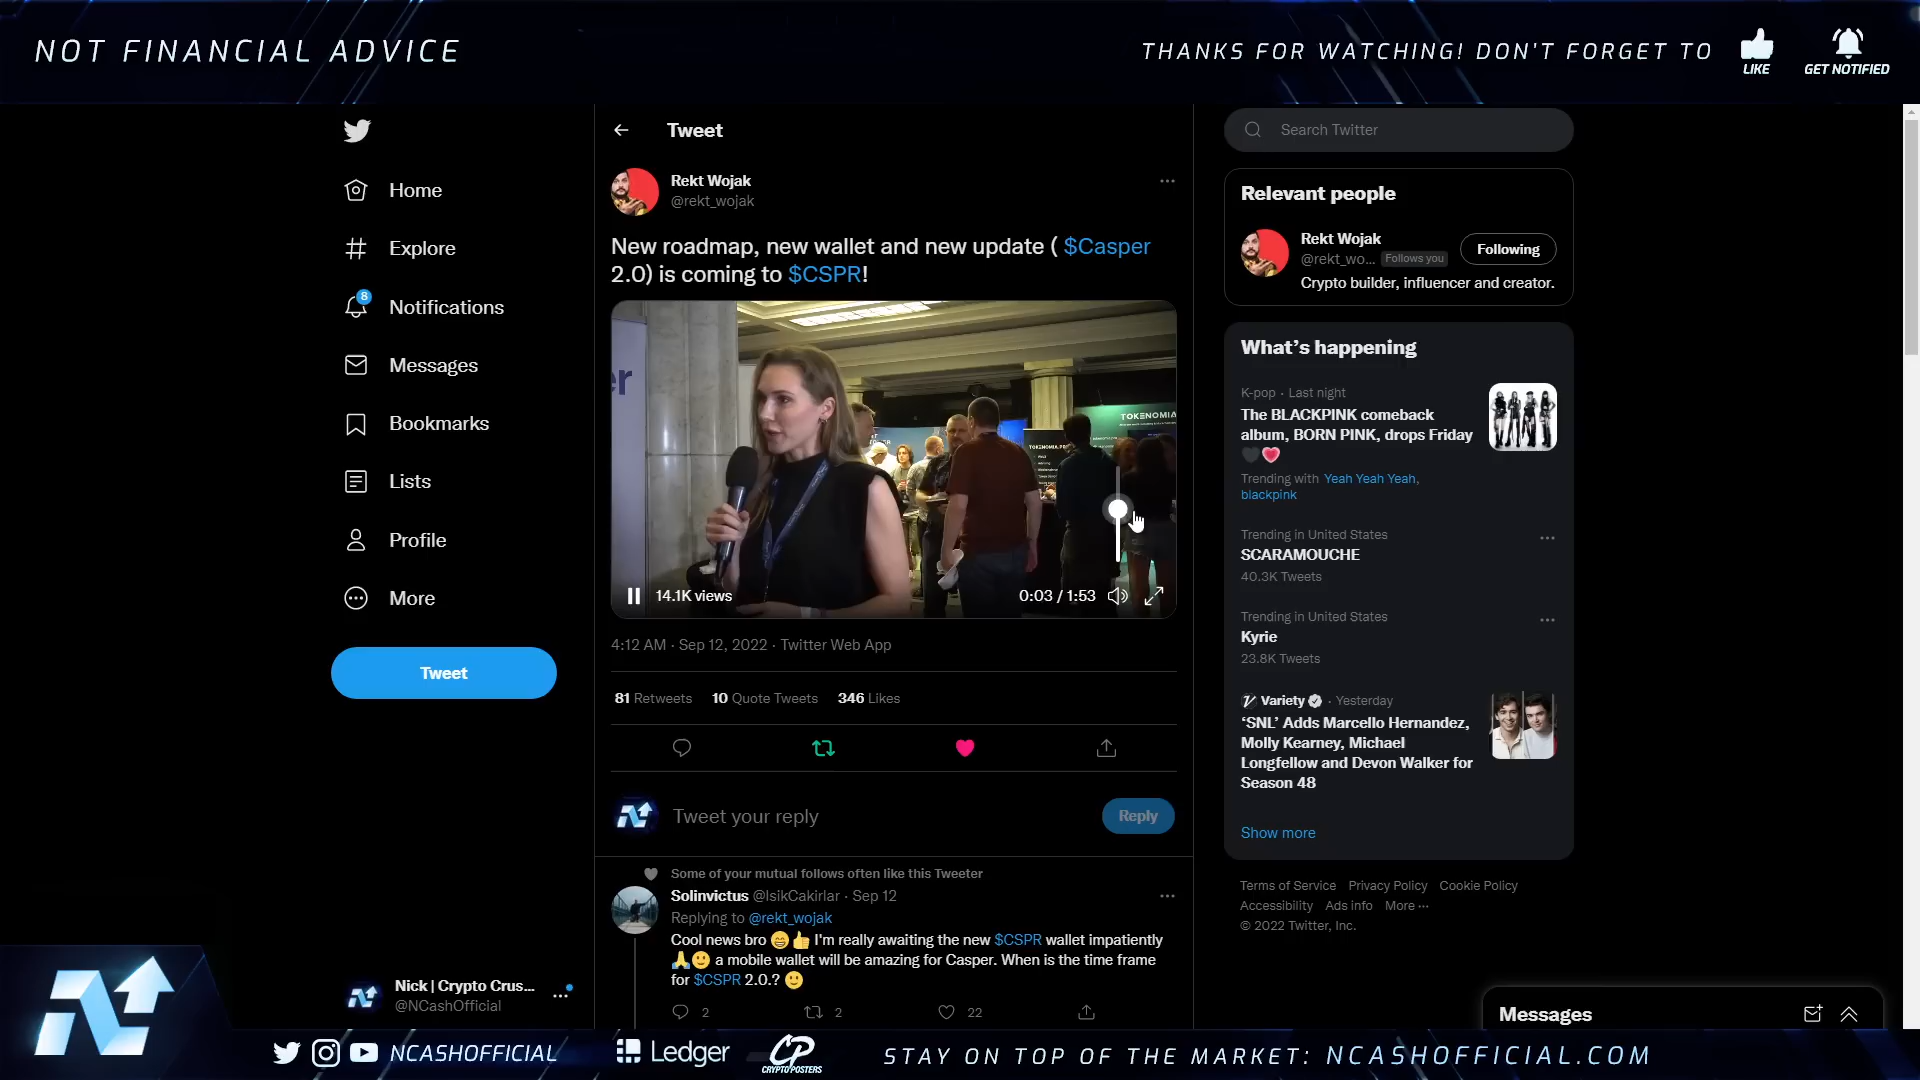 NOT FINANCIAL ADVICE
THANKS FOR WATCHING! DON'T FORGET TO
LIKE
GET NOTIFIED
Home
Explore
8
Notifications
Messages
Bookmarks
Lists
Profile
More
Tweet
Nick | Crypto Crus...
@NCashOfficial
Tweet
Rekt Wojak
@rekt_wojak
New roadmap, new wallet and new update ( $Casper
2.0) is coming to $CSPR!
er
TOKENOMIA
TOKENOMIA.PRO
14.1K views
0:03 / 1:53
4:12 AM · Sep 12, 2022 · Twitter Web App
81 Retweets 10 Quote Tweets 346 Likes
Tweet your reply
Reply
Some of your mutual follows often like this Tweeter
Solinvictus @IsikCakirlar · Sep 12
Replying to @rekt_wojak
Cool news bro 😁👍 I'm really awaiting the new $CSPR wallet impatiently
🙏🙂 a mobile wallet will be amazing for Casper. When is the time frame
for $CSPR 2.0.? 🙂
2 2 22
Search Twitter
Relevant people
Rekt Wojak
@rekt_wo... Follows you
Following
Crypto builder, influencer and creator.
What's happening
K-pop · Last night
The BLACKPINK comeback
album, BORN PINK, drops Friday
🖤💗
Trending with Yeah Yeah Yeah,
blackpink
Trending in United States
SCARAMOUCHE
40.3K Tweets
Trending in United States
Kyrie
23.8K Tweets
Variety · Yesterday
‘SNL’ Adds Marcello Hernandez,
Molly Kearney, Michael
Longfellow and Devon Walker for
Season 48
Show more
Terms of Service Privacy Policy Cookie Policy
Accessibility Ads info More ···
© 2022 Twitter, Inc.
Messages
NCASHOFFICIAL
Ledger
CP
CRYPTOPOSTERS
STAY ON TOP OF THE MARKET: NCASHOFFICIAL.COM